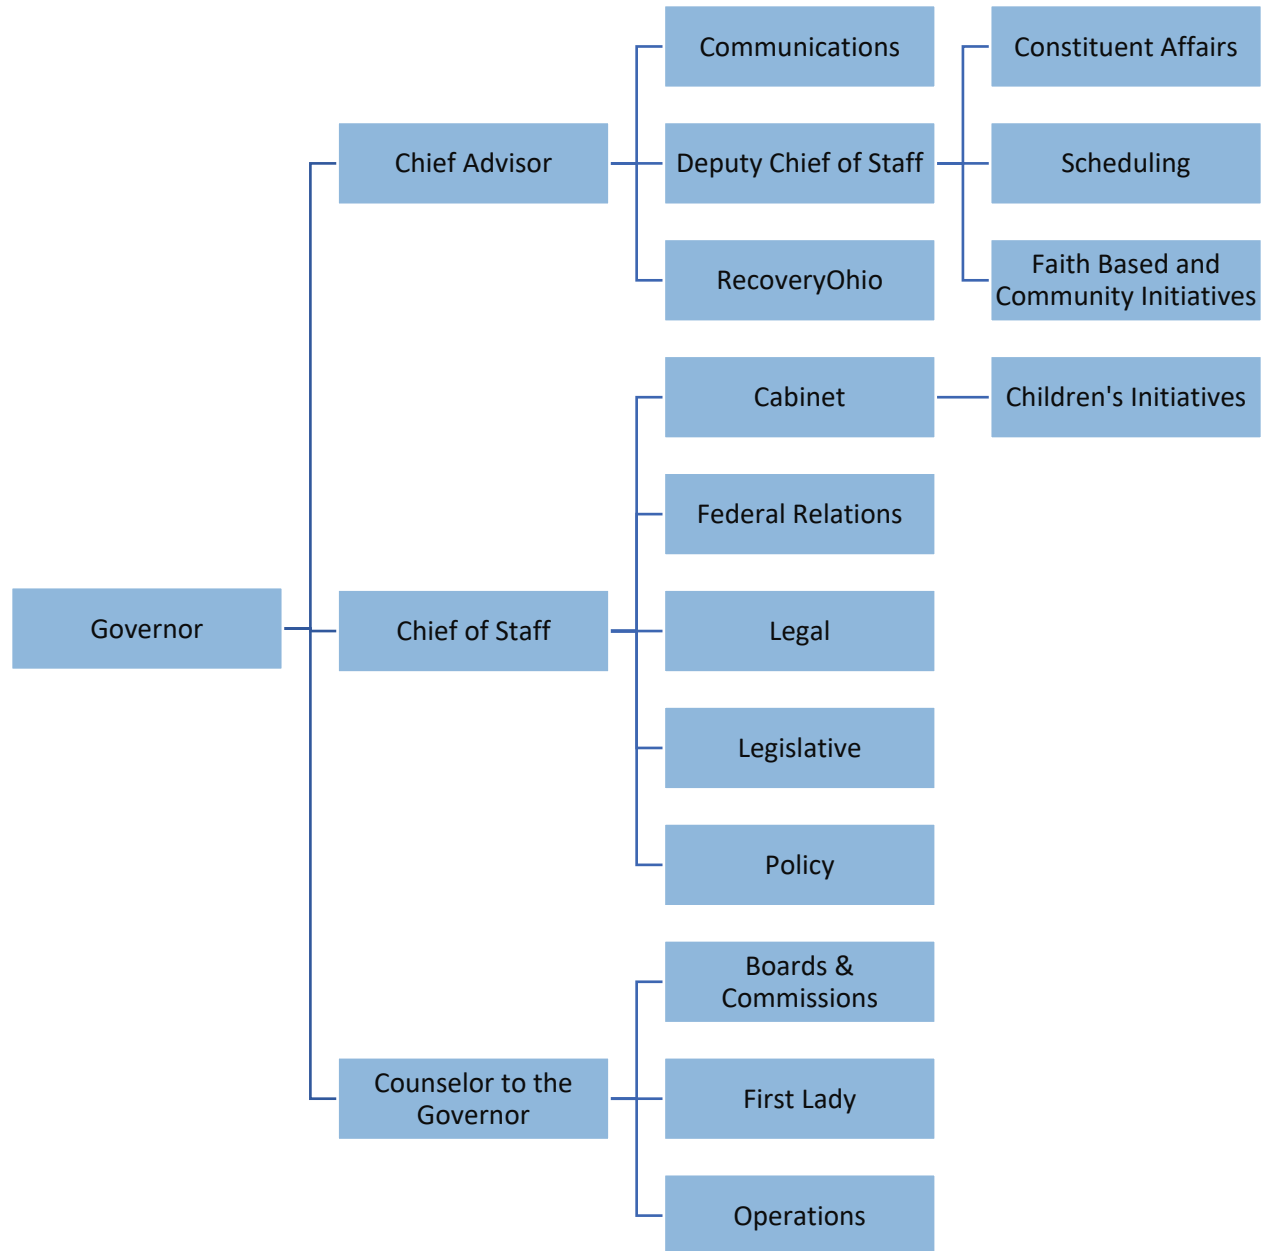 Governor
Chief Advisor
Communications
Deputy Chief of Staff
Constituent Affairs
Scheduling
Faith Based and
Community Initiatives
RecoveryOhio
Chief of Staff
Cabinet
Children's Initiatives
Federal Relations
Legal
Legislative
Policy
Counselor to the
Governor
Boards &
Commissions
First Lady
Operations